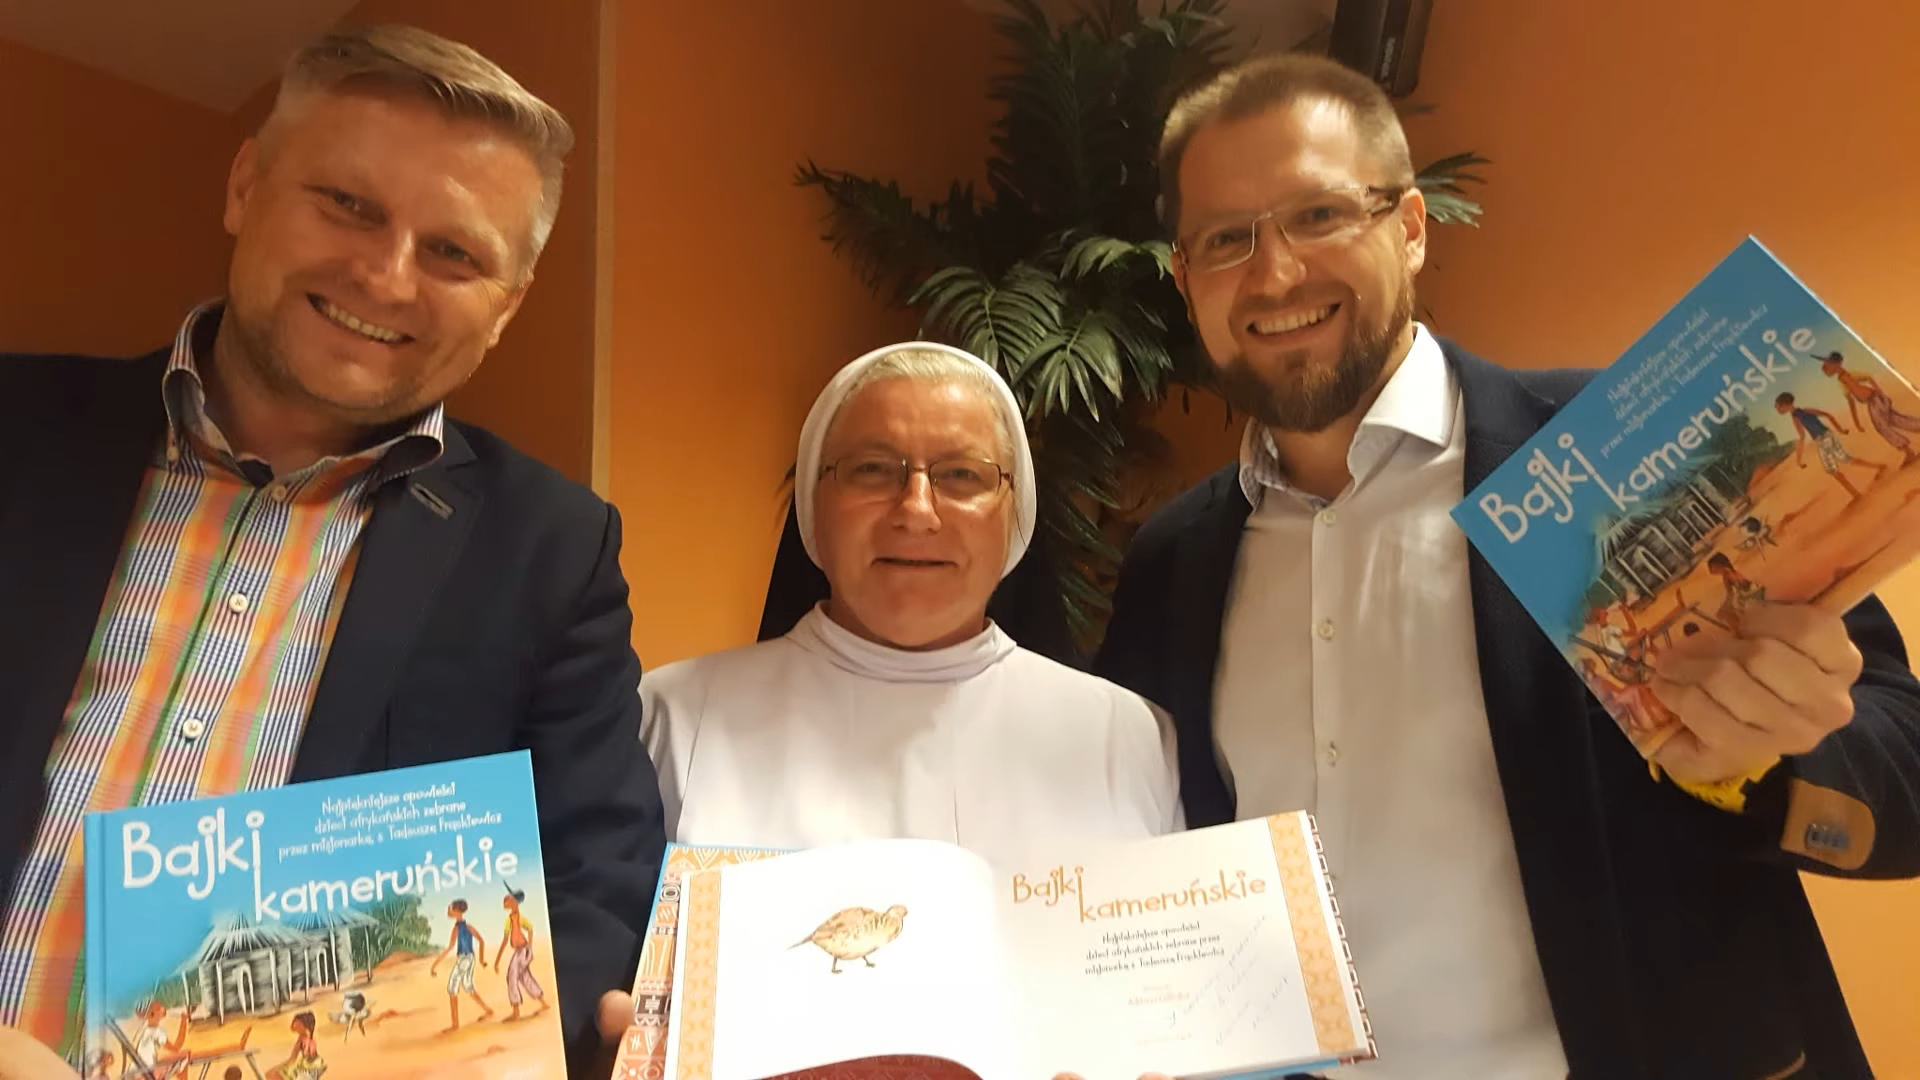 Bajki
kameruńskie
Najpiękniejsze opowieści
dzieci afrykańskich zebrane
przez misjonarkę, s. Tadeuszę Frąckiewicz
Bajki
kameruńskie
Najpiękniejsze opowieści
dzieci afrykańskich zebrane przez
misjonarkę s. Tadeuszę Frąckiewicz
Najpiękniejsze opowieści
dzieci afrykańskich zebrane
przez misjonarkę, s. Tadeuszę Frąckiewicz
Bajki
kameruńskie